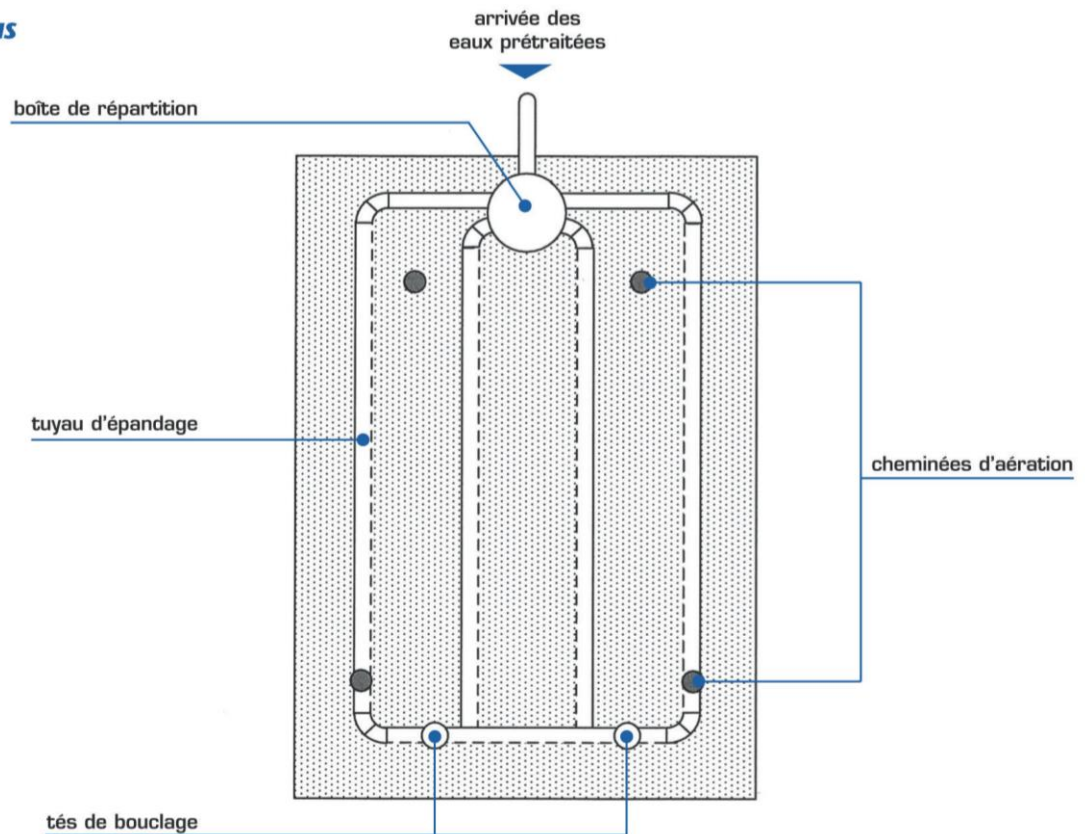 arrivée des
eaux prétraitées
boîte de répartition
tuyau d'épandage
cheminées d'aération
tés de bouclage